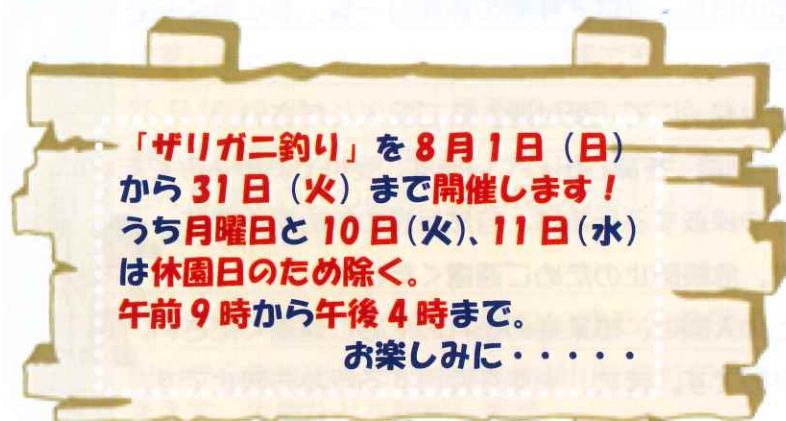 「ザリガニ釣り」を8月1日（日）
から31日（火）まで開催します！
うち月曜日と10日(火)、11日(水)
は休園日のため除く。
午前9時から午後4時まで。
お楽しみに・・・・・